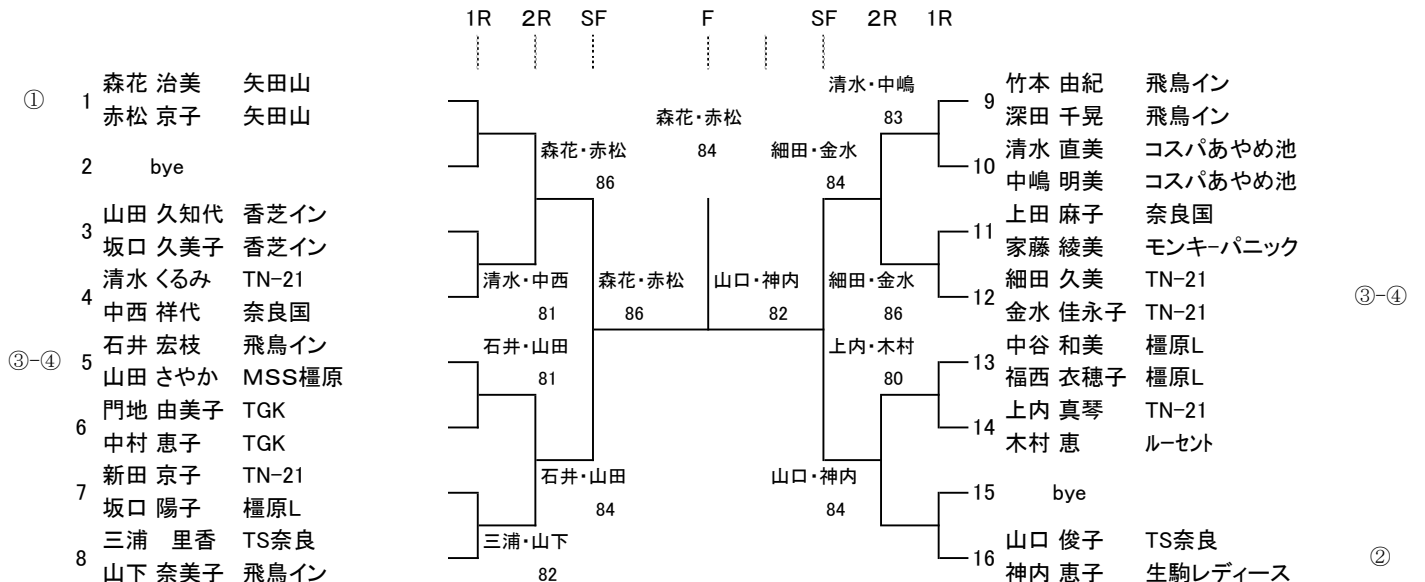 1R 2R SF F SF 2R 1R
① 1 森花 治美 矢田山
赤松 京子 矢田山
2 bye
3 山田 久知代 香芝イン
坂口 久美子 香芝イン
4 清水 くるみ TN-21
中西 祥代 奈良国
③-④ 5 石井 宏枝 飛鳥イン
山田 さやか MSS橿原
6 門地 由美子 TGK
中村 恵子 TGK
7 新田 京子 TN-21
坂口 陽子 橿原L
8 三浦 里香 TS奈良
山下 奈美子 飛鳥イン
清水・中西
81
石井・山田
81
三浦・山下
82
森花・赤松
86
石井・山田
84
森花・赤松
86
森花・赤松
84
山口・神内
82
細田・金水
84
山口・神内
84
清水・中嶋
83
細田・金水
86
上内・木村
80
9 竹本 由紀 飛鳥イン
深田 千晃 飛鳥イン
10 清水 直美 コスパあやめ池
中嶋 明美 コスパあやめ池
11 上田 麻子 奈良国
家藤 綾美 モンキーパニック
12 細田 久美 TN-21 ③-④
金水 佳永子 TN-21
13 中谷 和美 橿原L
福西 衣穂子 橿原L
14 上内 真琴 TN-21
木村 恵 ルーセント
15 bye
16 山口 俊子 TS奈良 ②
神内 恵子 生駒レディース